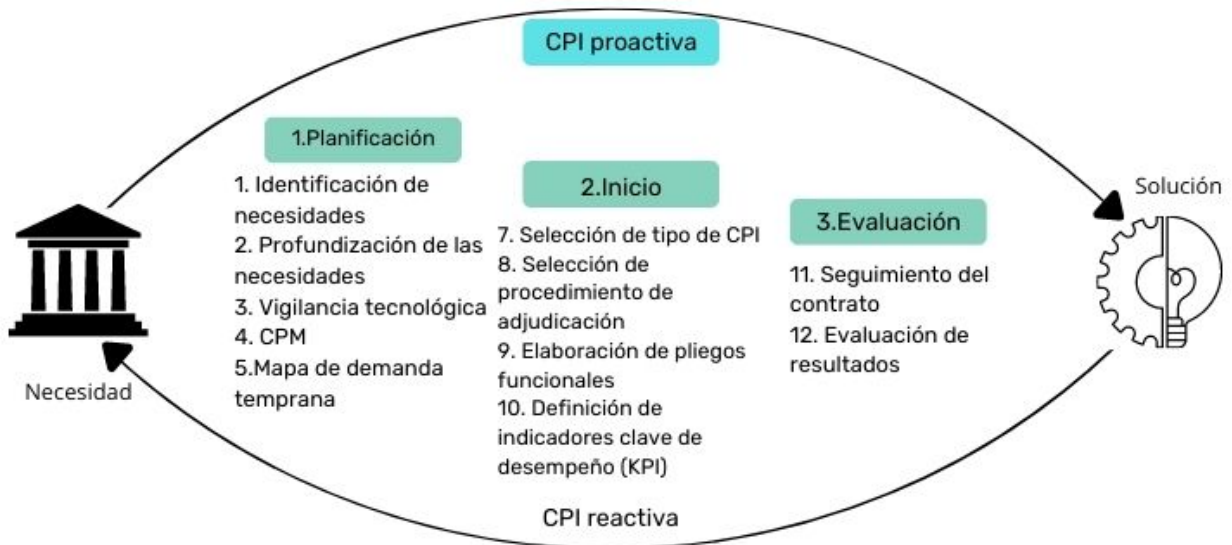 CPI proactiva
1.Planificación
1. Identificación de
necesidades
2. Profundización de las
necesidades
3. Vigilancia tecnológica
4. CPM
5.Mapa de demanda
temprana
2.Inicio
7. Selección de tipo de CPI
8. Selección de
procedimiento de
adjudicación
9. Elaboración de pliegos
funcionales
10. Definición de
indicadores clave de
desempeño (KPI)
3.Evaluación
11. Seguimiento del
contrato
12. Evaluación de
resultados
Solución
Necesidad
CPI reactiva